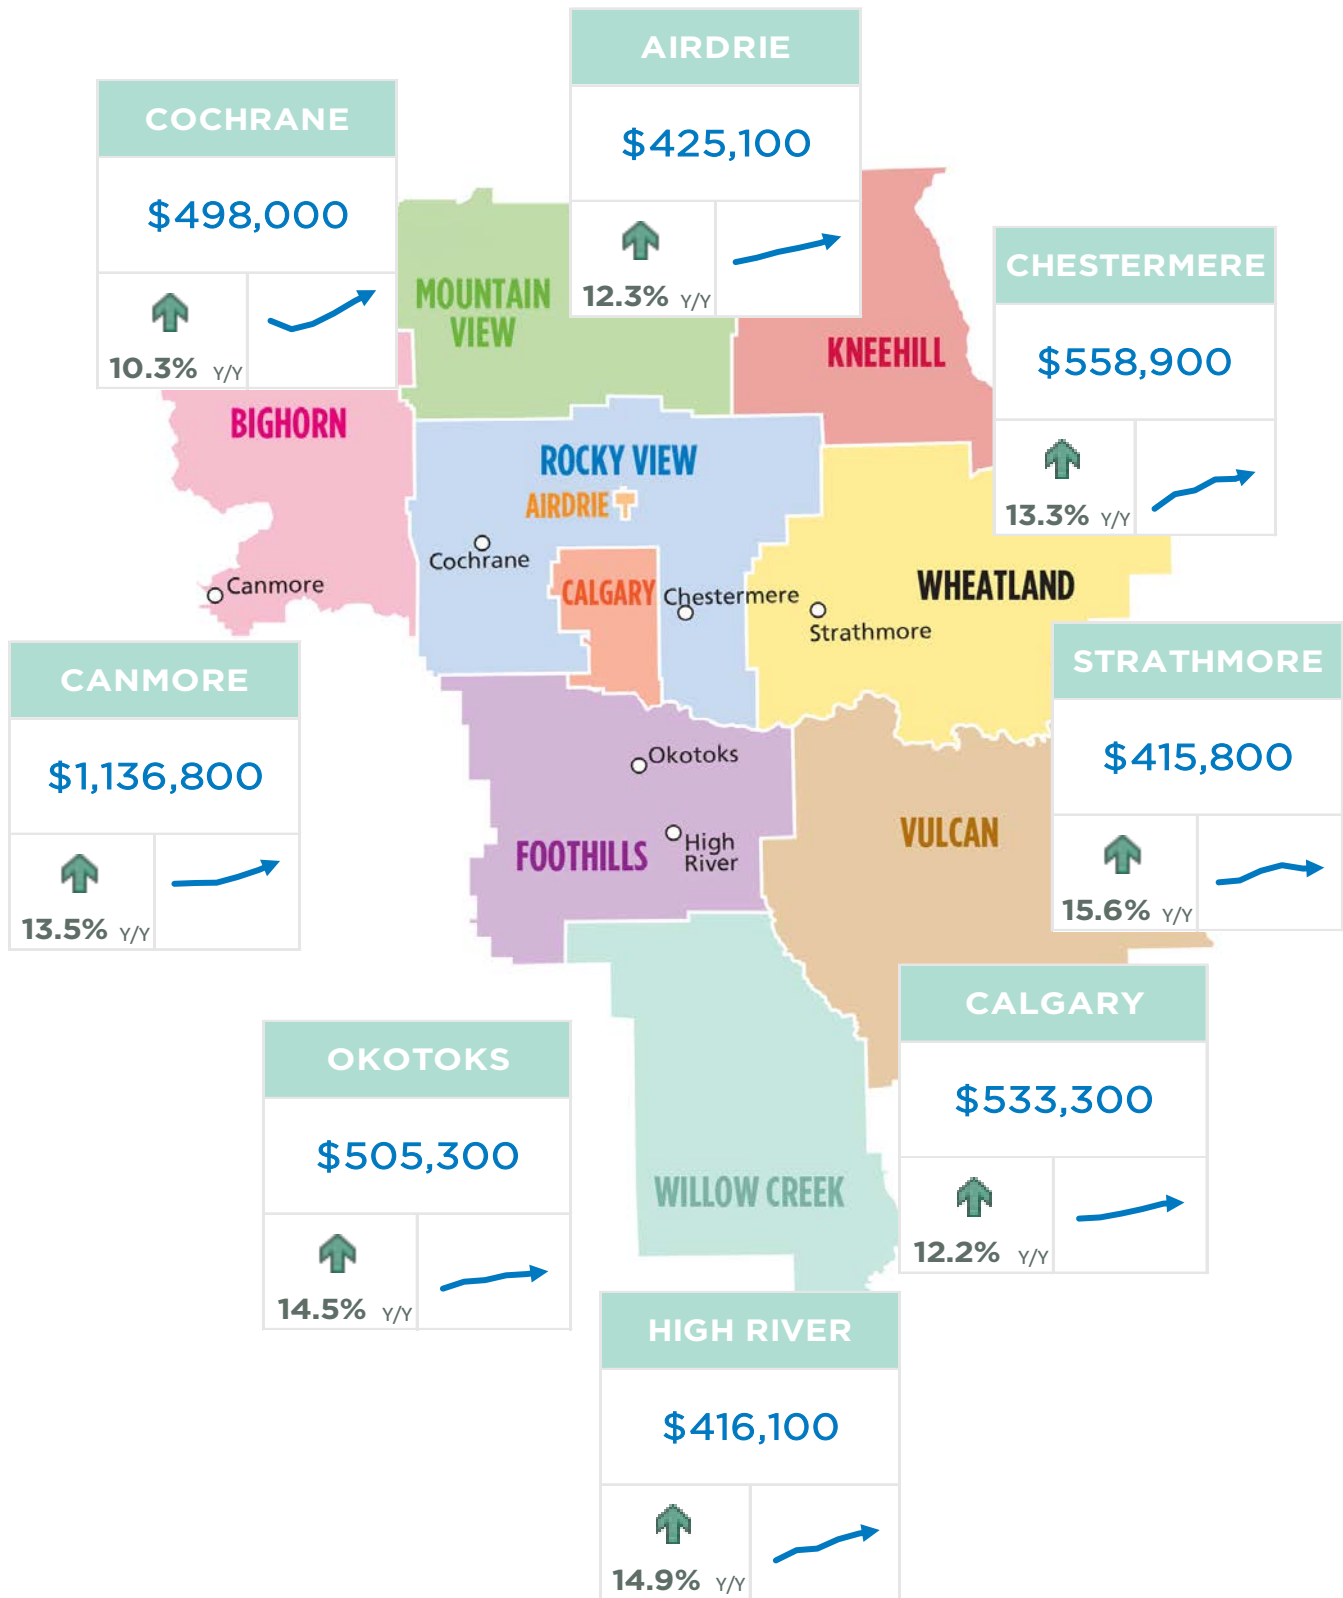 AIRDRIE
$425,100
12.3% Y/Y
COCHRANE
$498,000
10.3% Y/Y
CHESTERMERE
$558,900
13.3% Y/Y
MOUNTAIN
VIEW
KNEEHILL
BIGHORN
ROCKY VIEW
AIRDRIE
Cochrane
Canmore
CALGARY
Chestermere
WHEATLAND
Strathmore
CANMORE
$1,136,800
13.5% Y/Y
STRATHMORE
$415,800
15.6% Y/Y
Okotoks
High
River
FOOTHILLS
VULCAN
CALGARY
$533,300
12.2% Y/Y
OKOTOKS
$505,300
14.5% Y/Y
WILLOW CREEK
HIGH RIVER
$416,100
14.9% Y/Y